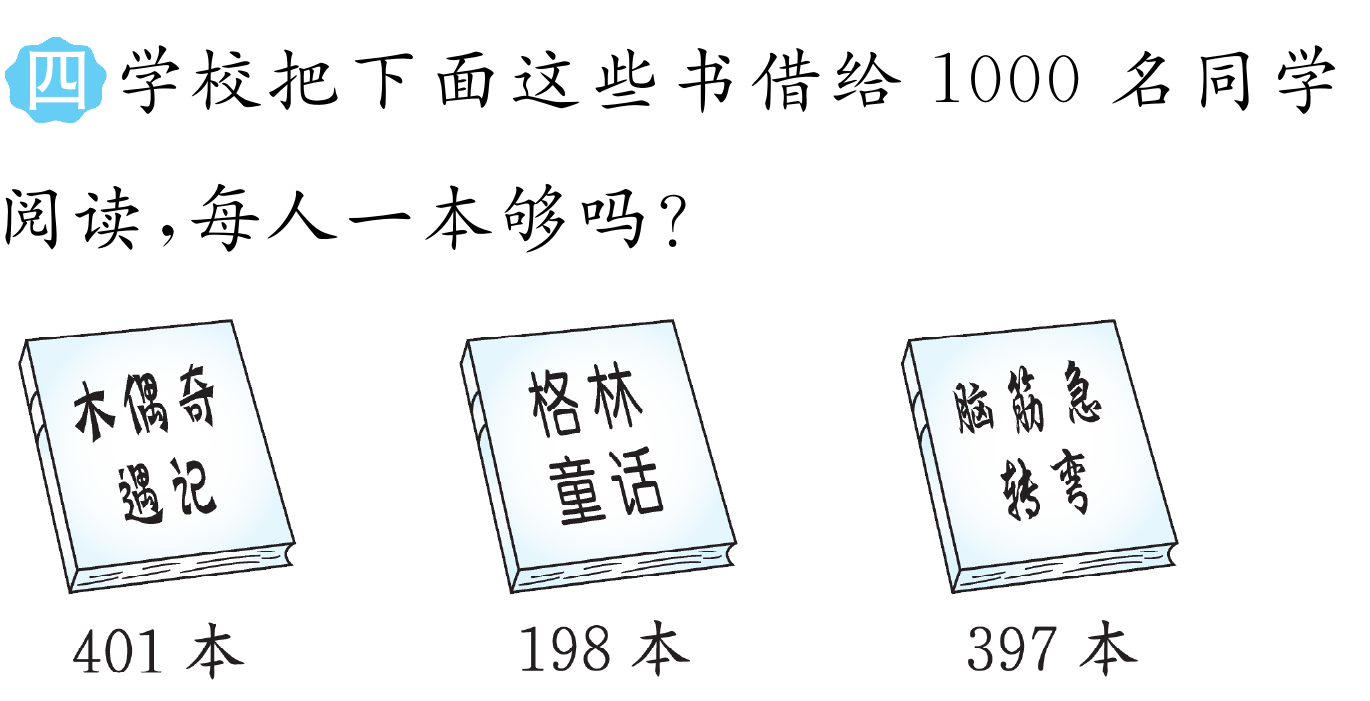 四 学校把下面这些书借给 1000 名同学
阅读,每人一本够吗?
木偶奇
遇记
格林
童话
脑筋急
转弯
401 本
198 本
397 本